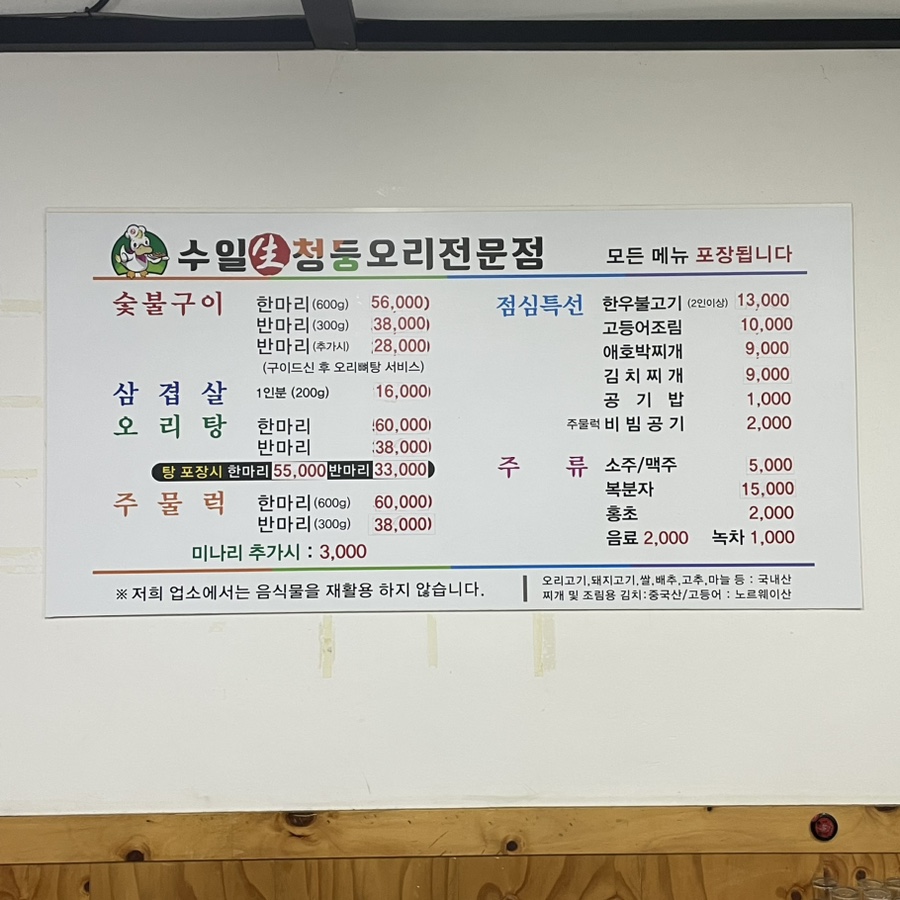 수일生청둥오리전문점
모든 메뉴 포장됩니다
숯불구이 한마리(600g) 56,000)
반마리(300g) 38,000)
반마리(추가시) 28,000)
(구이드신 후 오리뼈탕 서비스)
삼겹살 1인분 (200g) 16,000)
오리탕 한마리 60,000)
반마리 38,000)
탕 포장시 한마리 55,000 반마리 33,000
주물럭 한마리(600g) 60,000)
반마리(300g) 38,000)
미나리 추가시 : 3,000
점심특선 한우불고기 (2인이상) 13,000
고등어조림 10,000
애호박찌개 9,000
김치찌개 9,000
공기밥 1,000
주물럭 비빔공기 2,000
주류 소주/맥주 5,000
복분자 15,000
홍초 2,000
음료 2,000 녹차 1,000
※ 저희 업소에서는 음식물을 재활용 하지 않습니다.
오리고기,돼지고기,쌀,배추,고추,마늘 등 : 국내산
찌개 및 조림용 김치:중국산/고등어 : 노르웨이산